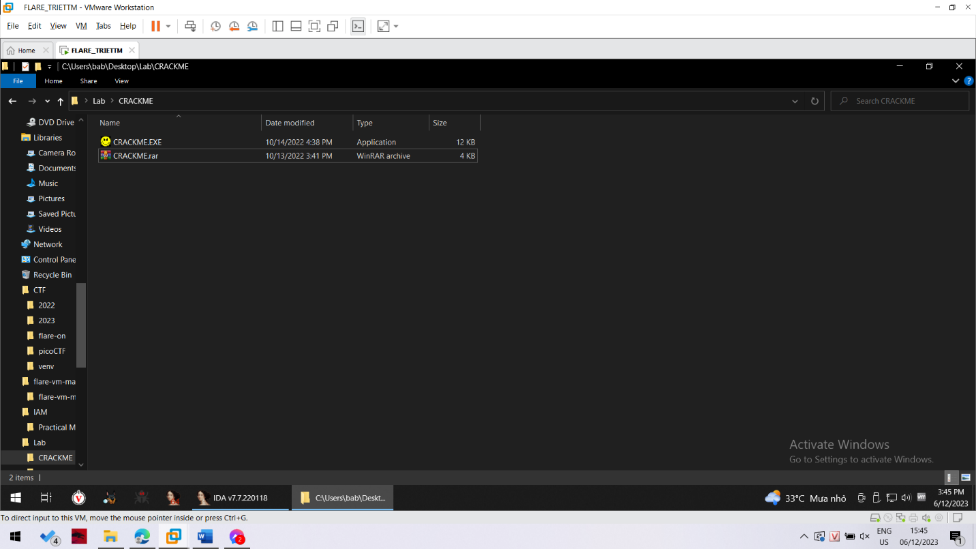 FLARE_TRIETTM - VMware Workstation
File Edit View VM Tabs Help
Home FLARE_TRIETTM
C:\Users\bab\Desktop\Lab\CRACKME
File Home Share View
Lab CRACKME Search CRACKME
Name Date modified Type Size
CRACKME.EXE 10/14/2022 4:38 PM Application 12 KB
CRACKME.rar 10/13/2022 3:41 PM WinRAR archive 4 KB
DVD Drive
Libraries
Camera Ro
Documents
Music
Pictures
Saved Pictu
Videos
Network
Control Pane
Recycle Bin
CTF
2022
2023
flare-on
picoCTF
venv
flare-vm-ma
flare-vm-m
IAM
Practical M
Lab
CRACKME
Activate Windows
Go to Settings to activate Windows.
2 items
IDA v7.7.220118 C:\Users\bab\Deskt... 33°C Mưa nhỏ 3:45 PM
6/12/2023
To direct input to this VM, move the mouse pointer inside or press Ctrl+G.
4 2 ENG 15:45
US 06/12/2023 1